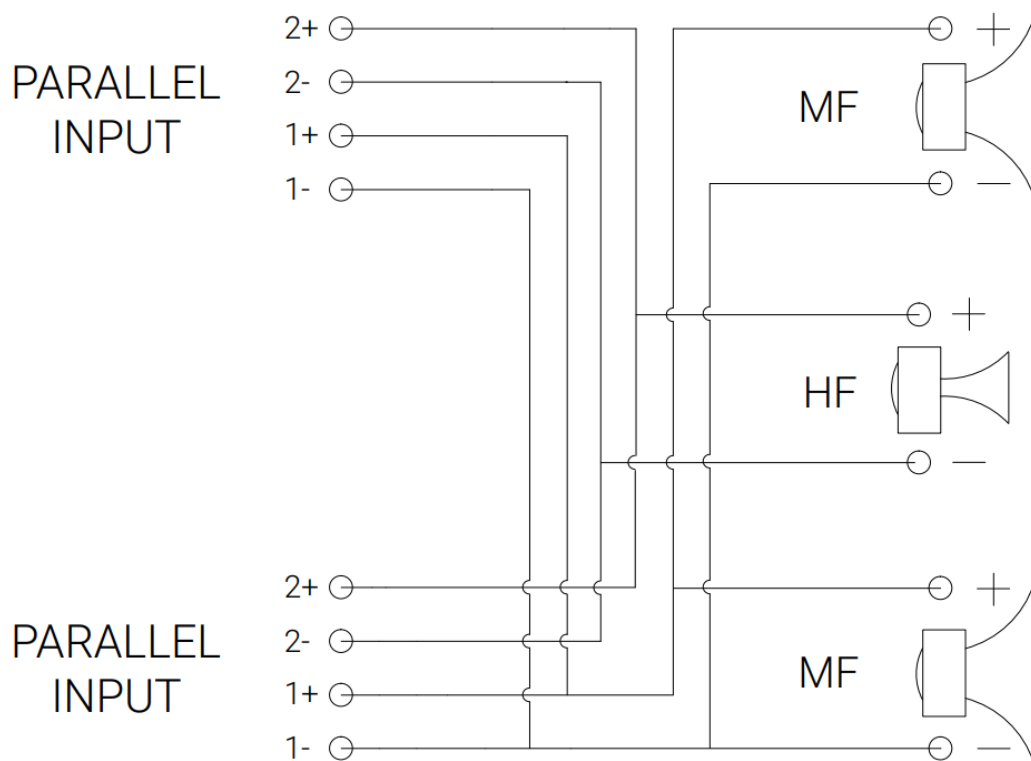 PARALLEL
INPUT
2+
2-
1+
1-
MF
+
−
HF
+
−
PARALLEL
INPUT
2+
2-
1+
1-
MF
+
−